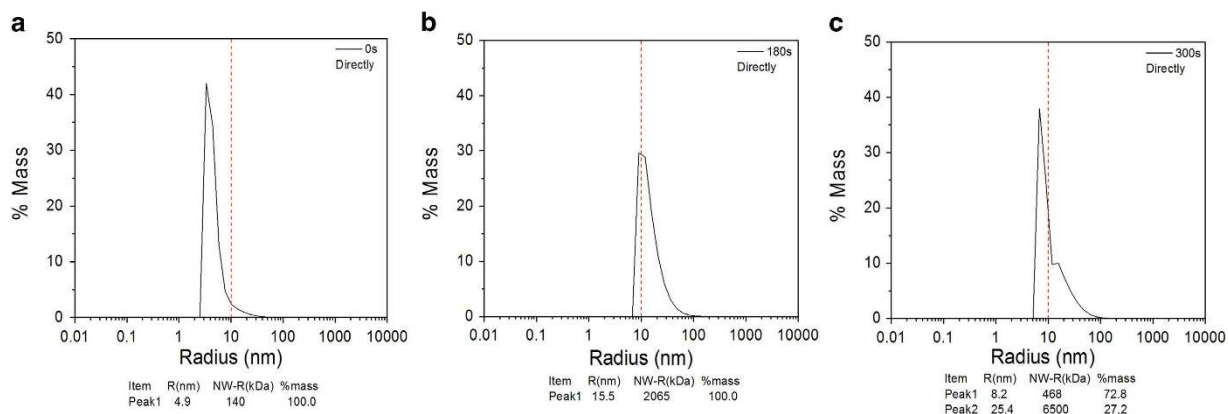 a
50
40
30
20
10
0
% Mass
0s
Directly
0.01 0.1 1 10 100 1000 10000
Radius (nm)
Item R(nm) NW-R(kDa) %mass
Peak1 4.9 140 100.0
b
50
40
30
20
10
0
% Mass
180s
Directly
0.01 0.1 1 10 100 1000 10000
Radius (nm)
Item R(nm) NW-R(kDa) %mass
Peak1 15.5 2065 100.0
c
50
40
30
20
10
0
% Mass
300s
Directly
0.01 0.1 1 10 100 1000 10000
Radius (nm)
Item R(nm) NW-R(kDa) %mass
Peak1 8.2 468 72.8
Peak2 25.4 6500 27.2